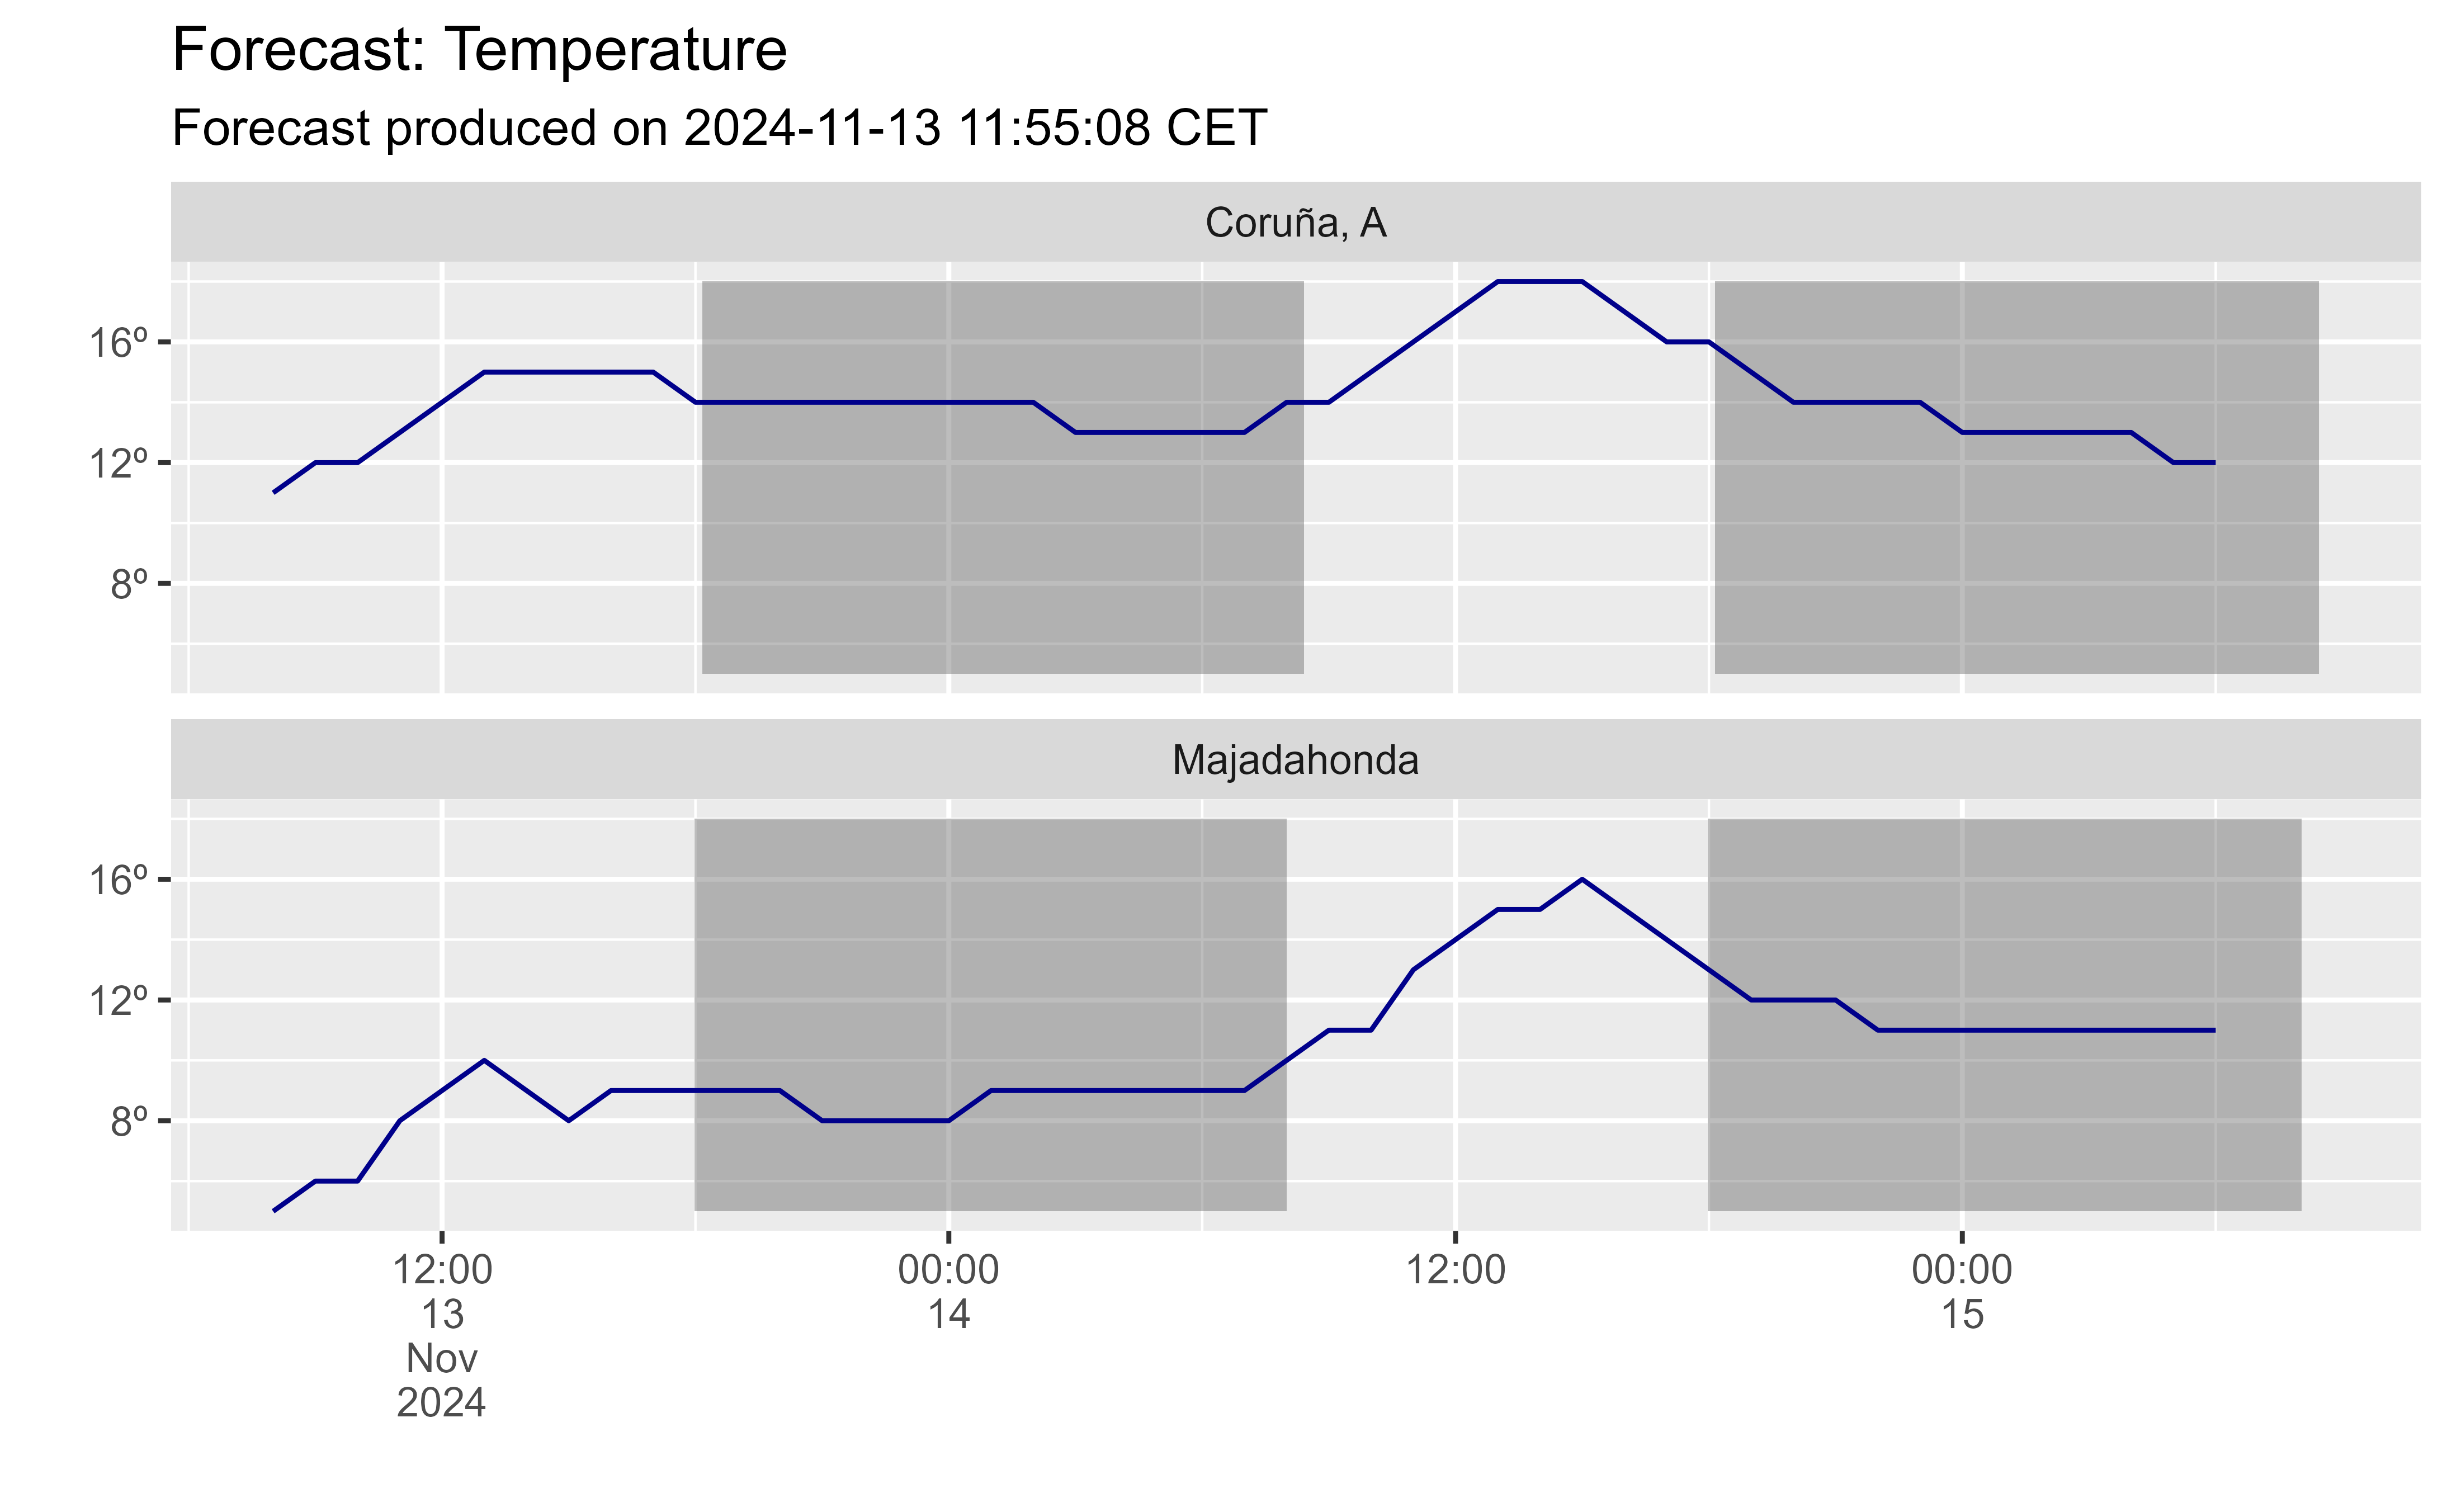 Forecast: Temperature
Forecast produced on 2024-11-13 11:55:08 CET
Coruña, A
16º
12º
8º
Majadahonda
16º
12º
8º
12:00 00:00 12:00 00:00
13 14 15
Nov
2024